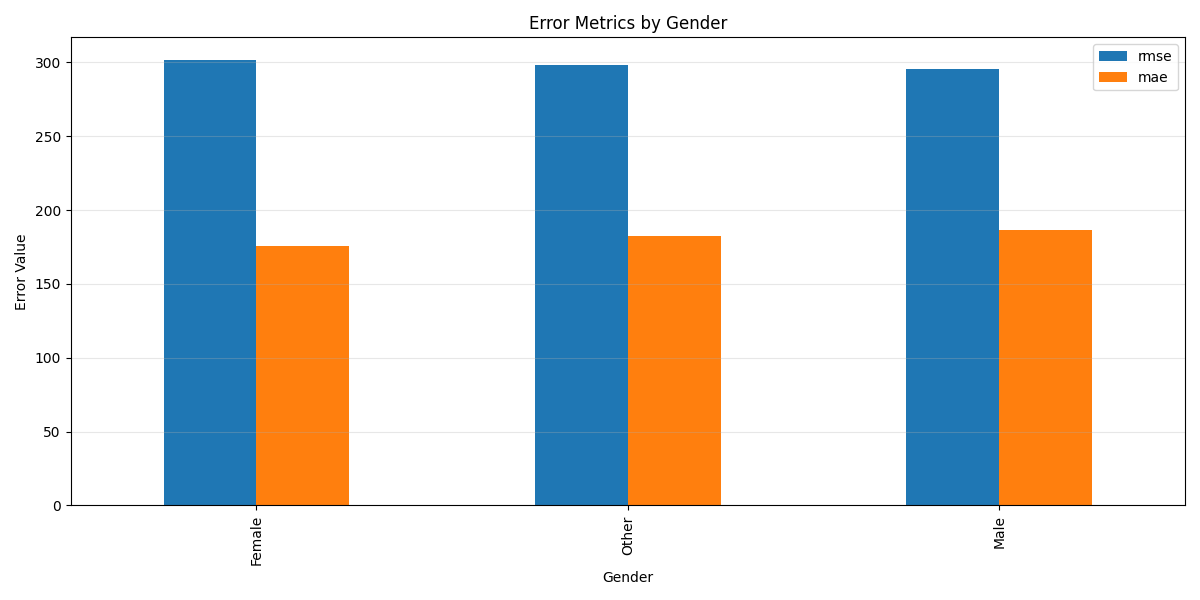 Error Metrics by Gender
rmse
mae
300
250
200
150
100
50
0
Error Value
Female
Other
Male
Gender